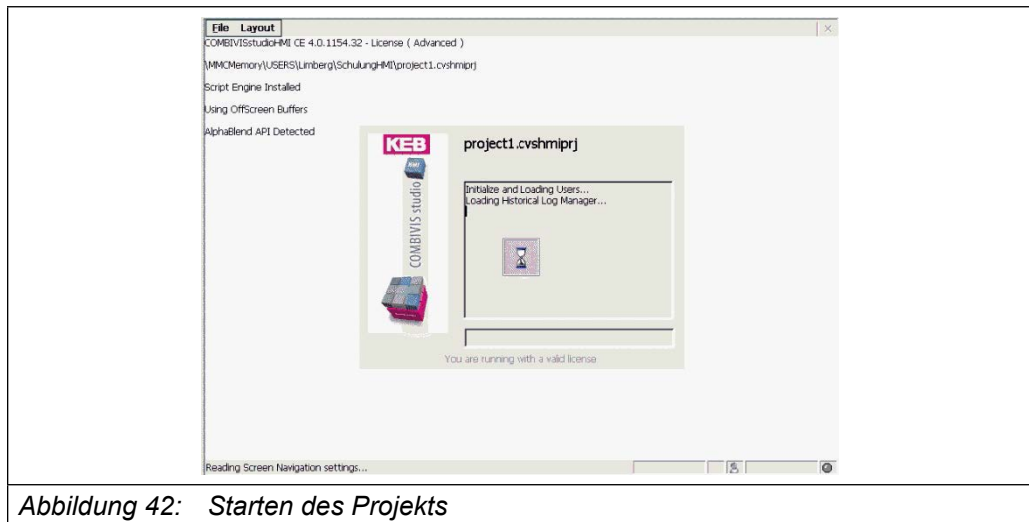 File Layout
COMBIVISstudioHMI CE 4.0.1154.32 - License ( Advanced )
\MMCMemory\USERS\Limberg\SchulungHMI\project1.cvshmiprj
Script Engine Installed
Using OffScreen Buffers
AlphaBlend API Detected
KEB
HMI
COMBIVIS studio
project1.cvshmiprj
Initialize and Loading Users...
Loading Historical Log Manager...
You are running with a valid license
Reading Screen Navigation settings...
Abbildung 42: Starten des Projekts